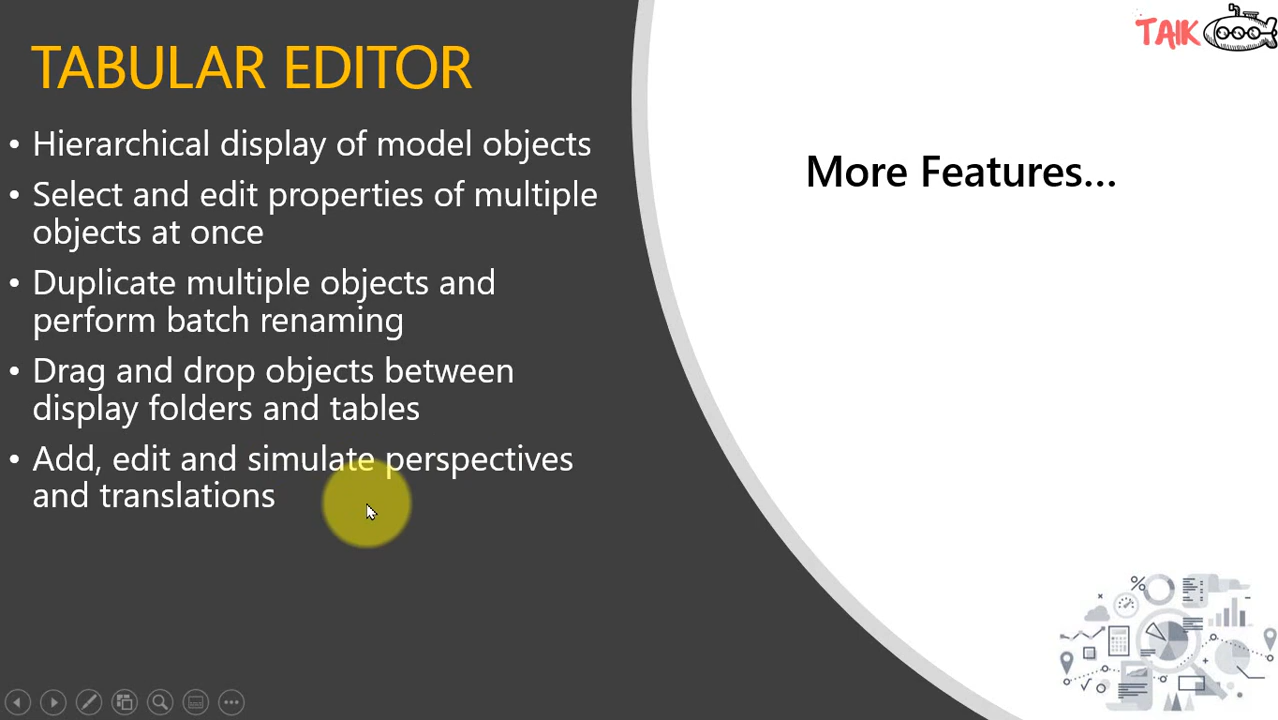 TAIK
TABULAR EDITOR
• Hierarchical display of model objects
• Select and edit properties of multiple
objects at once
• Duplicate multiple objects and
perform batch renaming
• Drag and drop objects between
display folders and tables
• Add, edit and simulate perspectives
and translations
More Features...